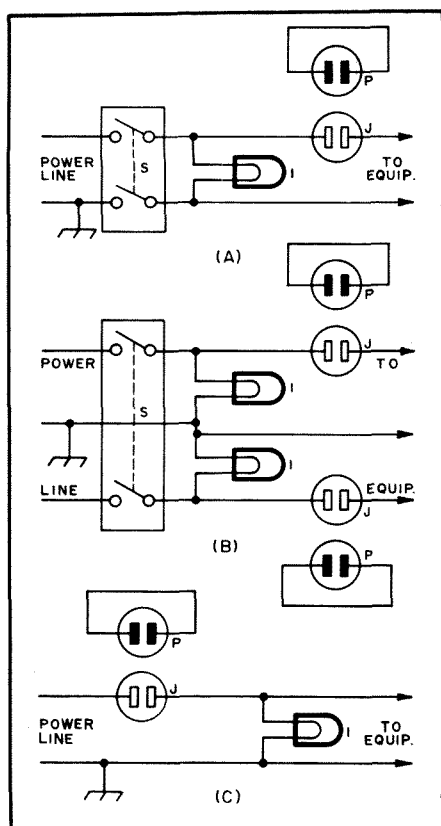 P
J
POWER
LINE
S
I
TO
EQUIP.
(A)
P
J
POWER
TO
I
S
I
LINE
EQUIP.
J
(B)
P
P
J
POWER
LINE
I
TO
EQUIP.
(C)